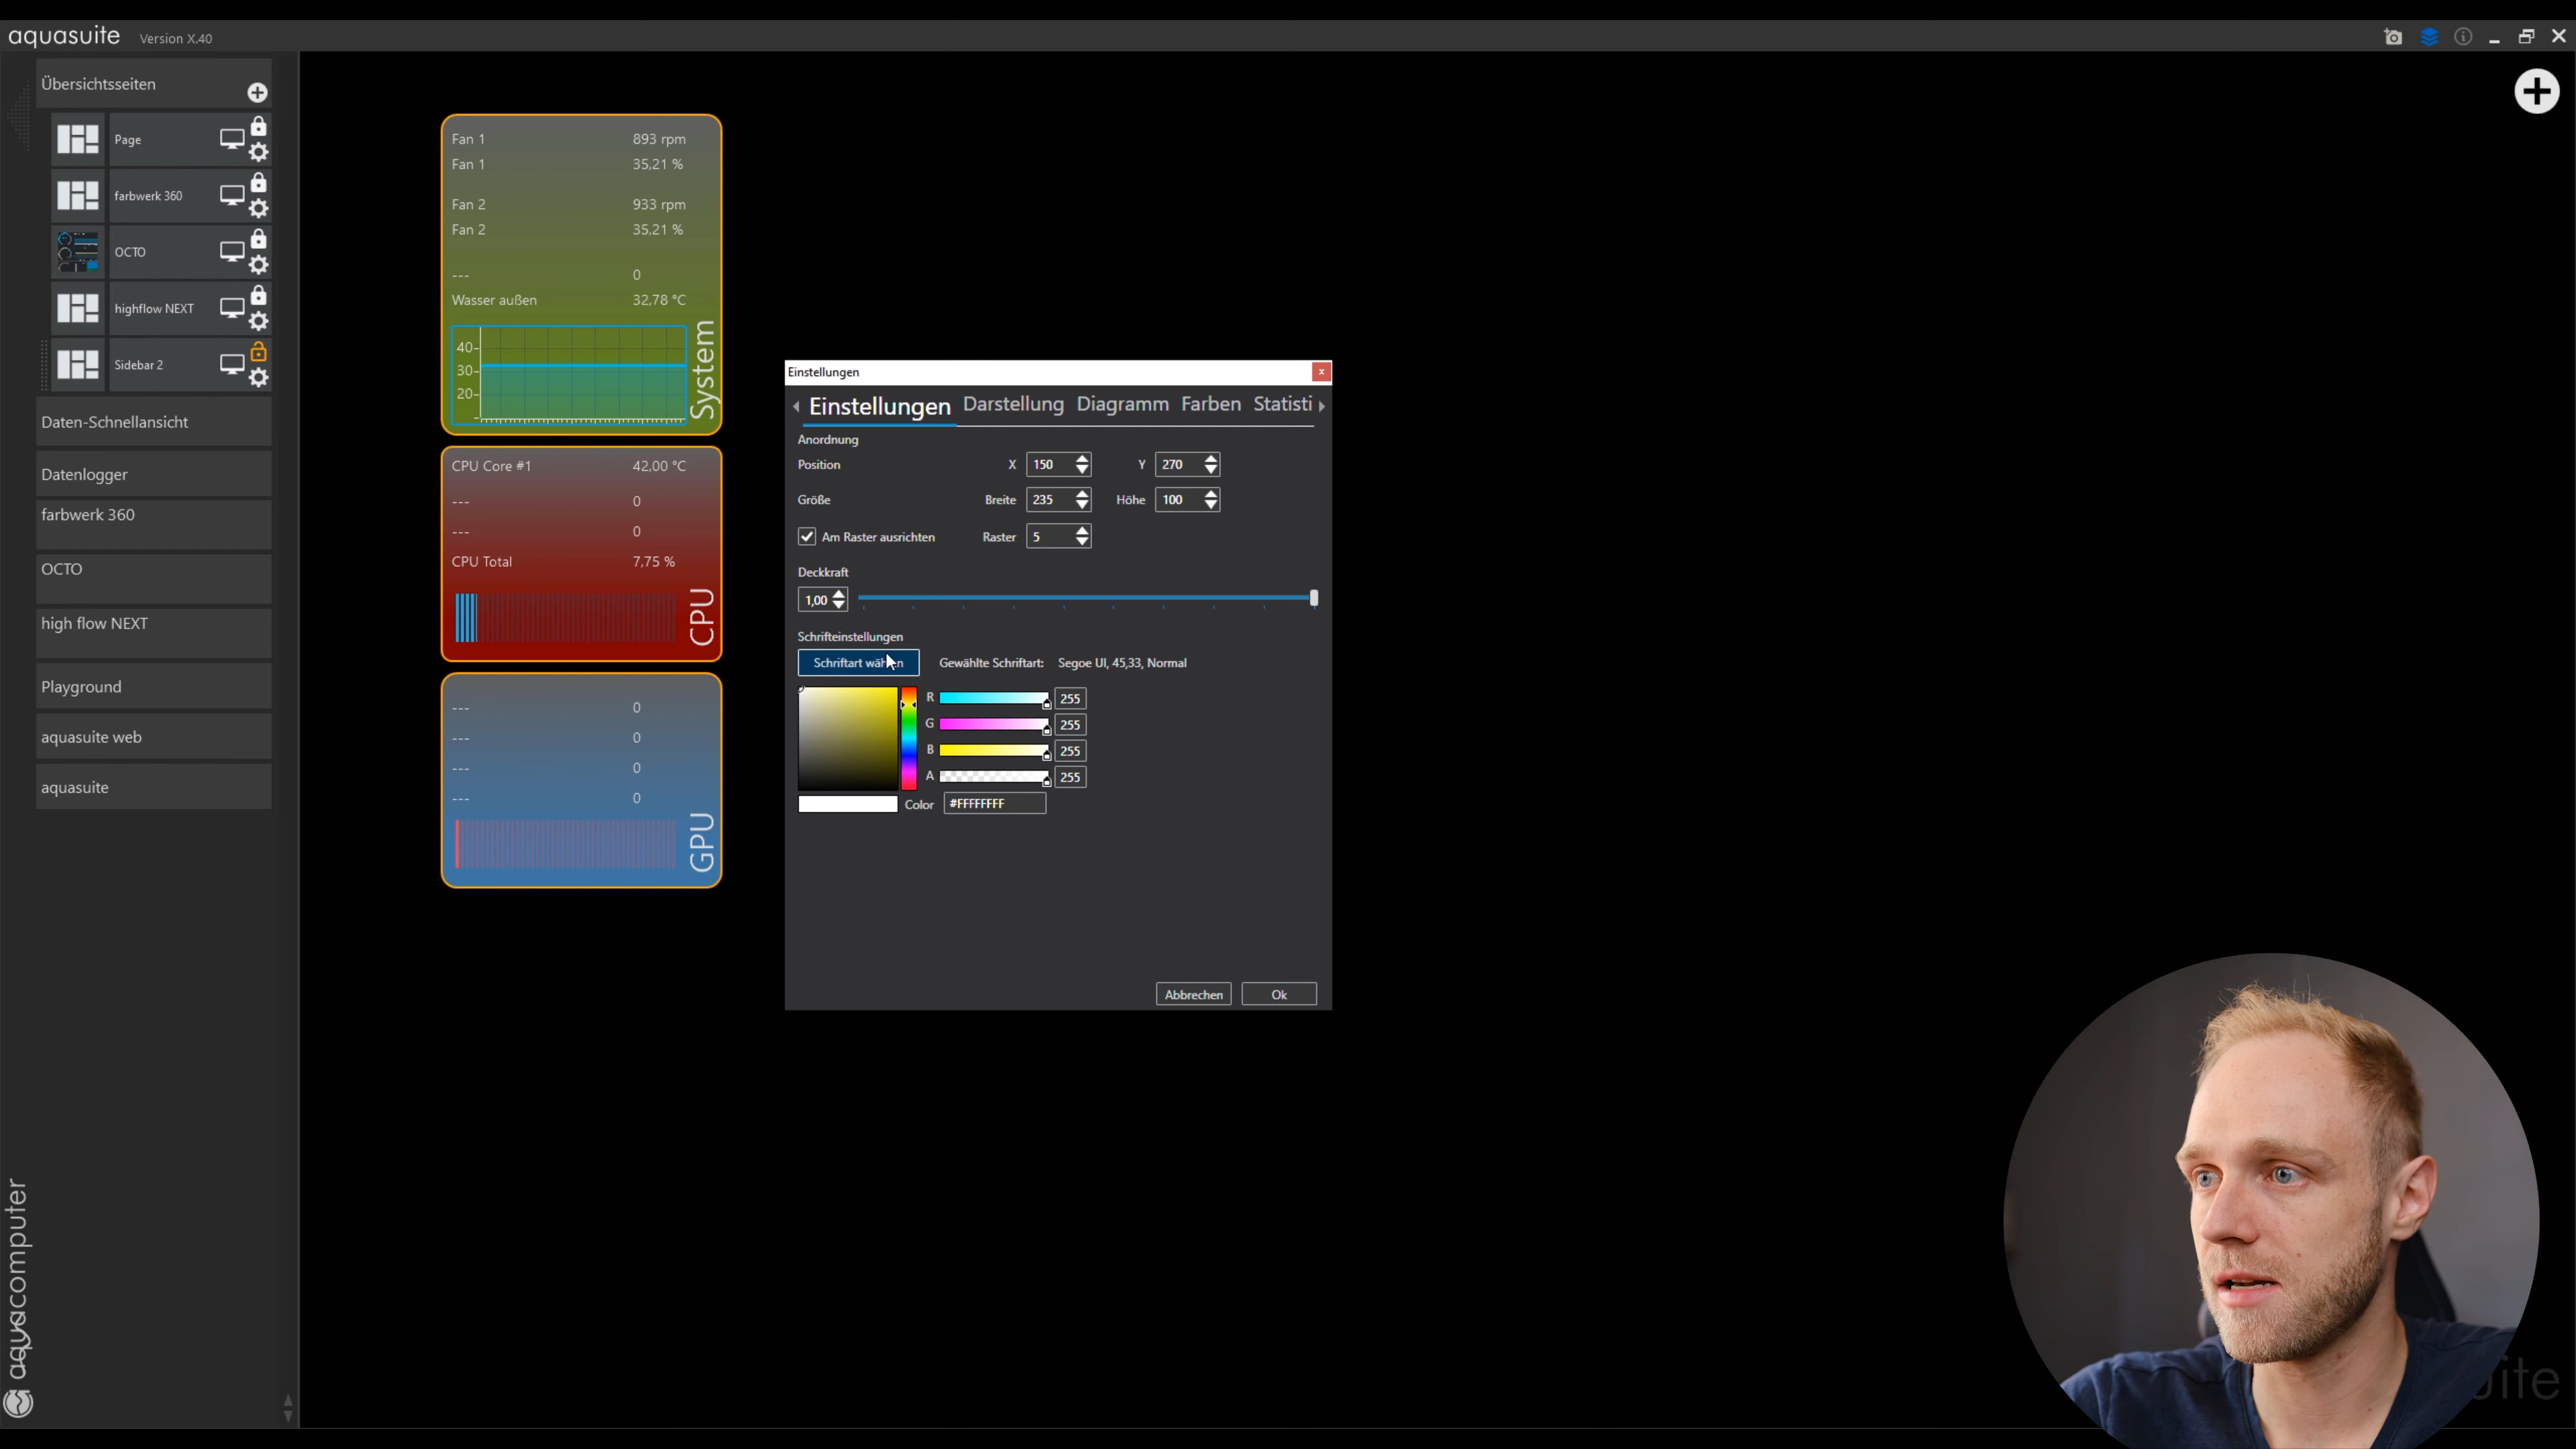 aquasuite Version X.40
Übersichtsseiten
Page
farbwerk 360
OCTO
highflow NEXT
Sidebar 2
Daten-Schnellansicht
Datenlogger
farbwerk 360
OCTO
high flow NEXT
Playground
aquasuite web
aquasuite
aquacomputer
Fan 1 893 rpm
Fan 1 35,21 %
Fan 2 933 rpm
Fan 2 35,21 %
--- 0
Wasser außen 32,78 °C
40
30
20
System
CPU Core #1 42,00 °C
--- 0
--- 0
CPU Total 7,75 %
CPU
--- 0
--- 0
--- 0
--- 0
GPU
Einstellungen
Einstellungen Darstellung Diagramm Farben Statisti
Anordnung
Position X 150 Y 270
Größe Breite 235 Höhe 100
Am Raster ausrichten Raster 5
Deckkraft
1,00
Schrifteinstellungen
Schriftart wählen Gewählte Schriftart: Segoe UI, 45,33, Normal
R 255
G 255
B 255
A 255
Color #FFFFFFFF
Abbrechen Ok
uite